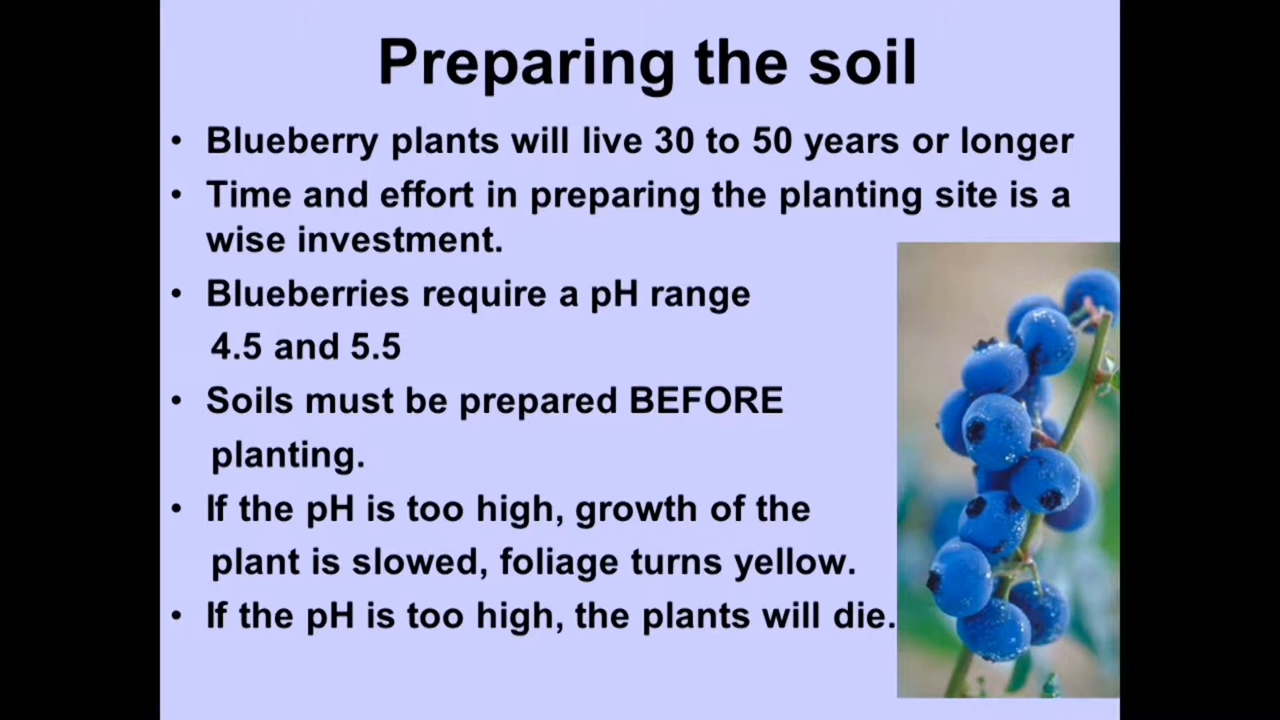 Preparing the soil
• Blueberry plants will live 30 to 50 years or longer
• Time and effort in preparing the planting site is a
wise investment.
• Blueberries require a pH range
4.5 and 5.5
• Soils must be prepared BEFORE
planting.
• If the pH is too high, growth of the
plant is slowed, foliage turns yellow.
• If the pH is too high, the plants will die.